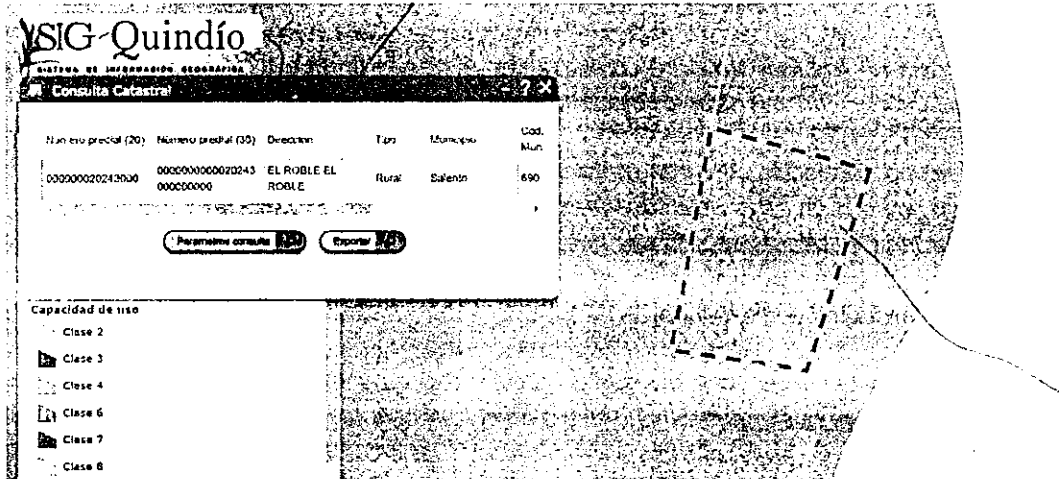 SIG-Quindío
SISTEMA DE INFORMACIÓN GEOGRÁFICA
Consulta Catastral - ? X
Número predial (20) Número predial (30) Dirección Tipo Municipio Cod. Mun
000000020243000 0000000000020243 000000000 EL ROBLE EL ROBLE Rural Salento 690
Parametros consulta Exportar
Capacidad de uso
Clase 2
Clase 3
Clase 4
Clase 6
Clase 7
Clase 8